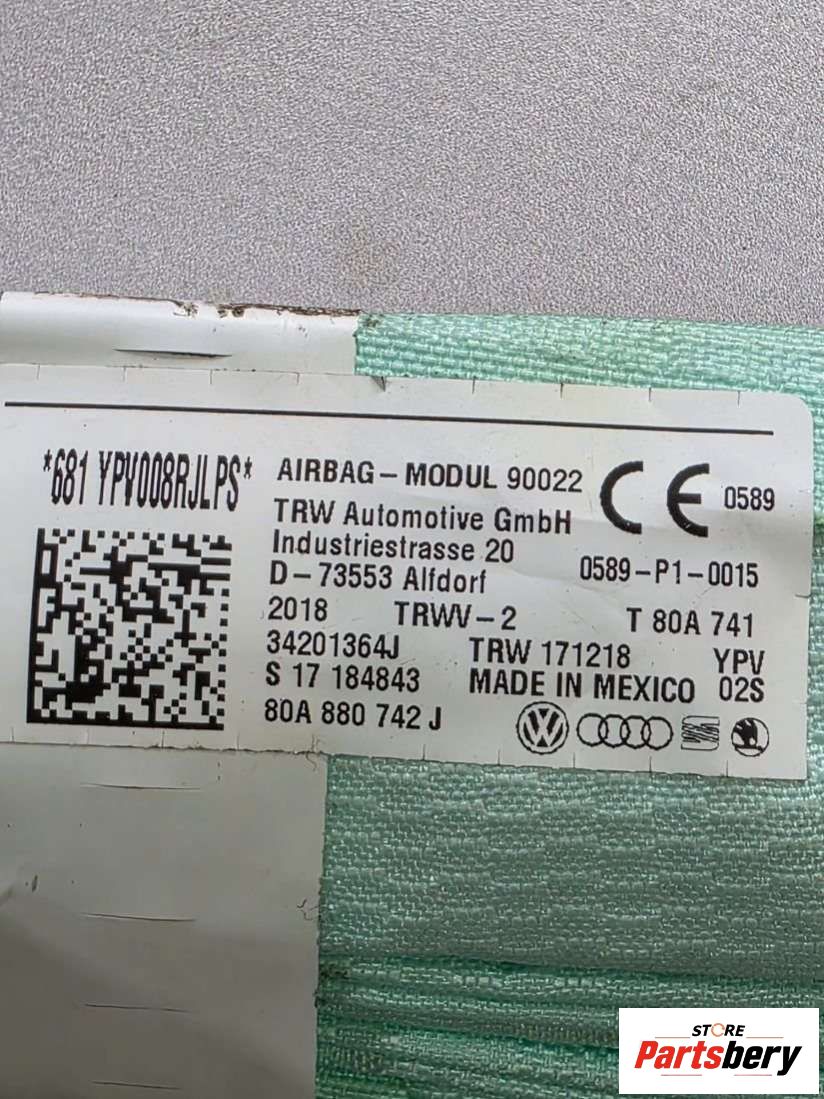 *681 YPV008RJLPS*
AIRBAG-MODUL 90022
CE 0589
TRW Automotive GmbH
Industriestrasse 20
0589-P1-0015
D-73553 Alfdorf
2018 TRWV-2 T 80A 741
34201364J TRW 171218 YPV
S 17 184843 MADE IN MEXICO 02S
80A 880 742 J
STORE
Partsbery